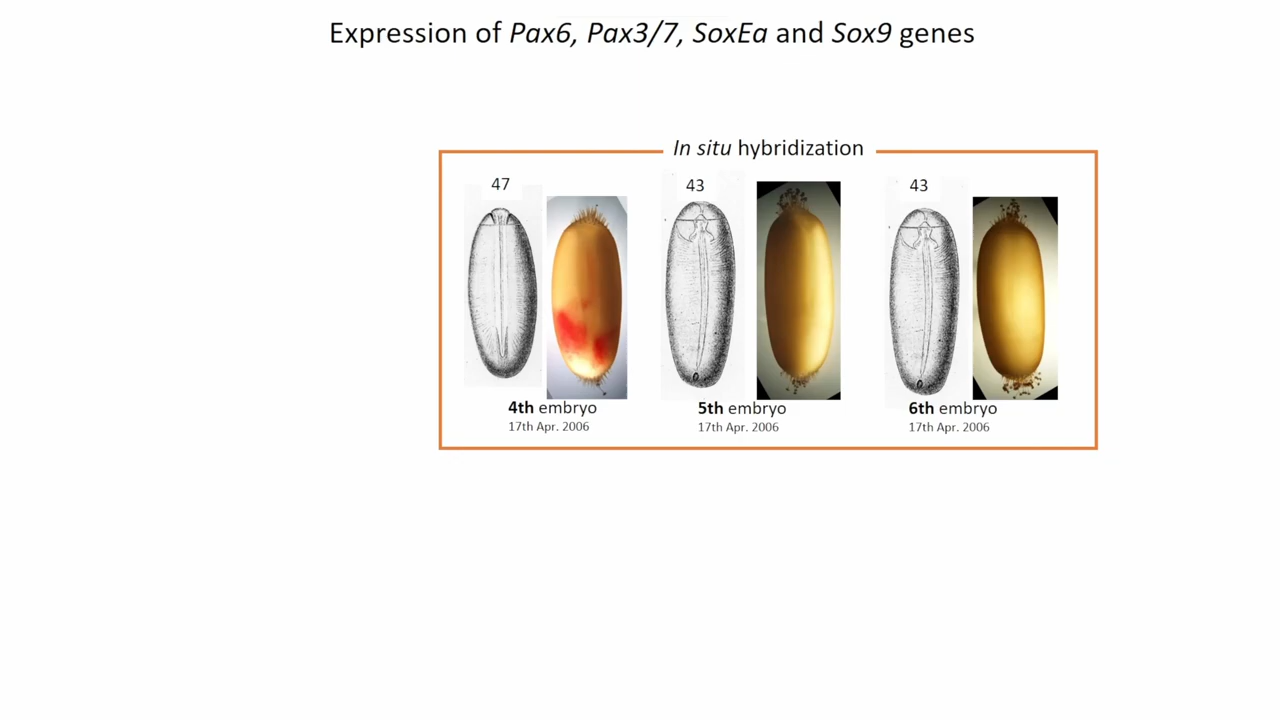 Expression of Pax6, Pax3/7, SoxEa and Sox9 genes
In situ hybridization
47 43 43
4th embryo 5th embryo 6th embryo
17th Apr. 2006 17th Apr. 2006 17th Apr. 2006